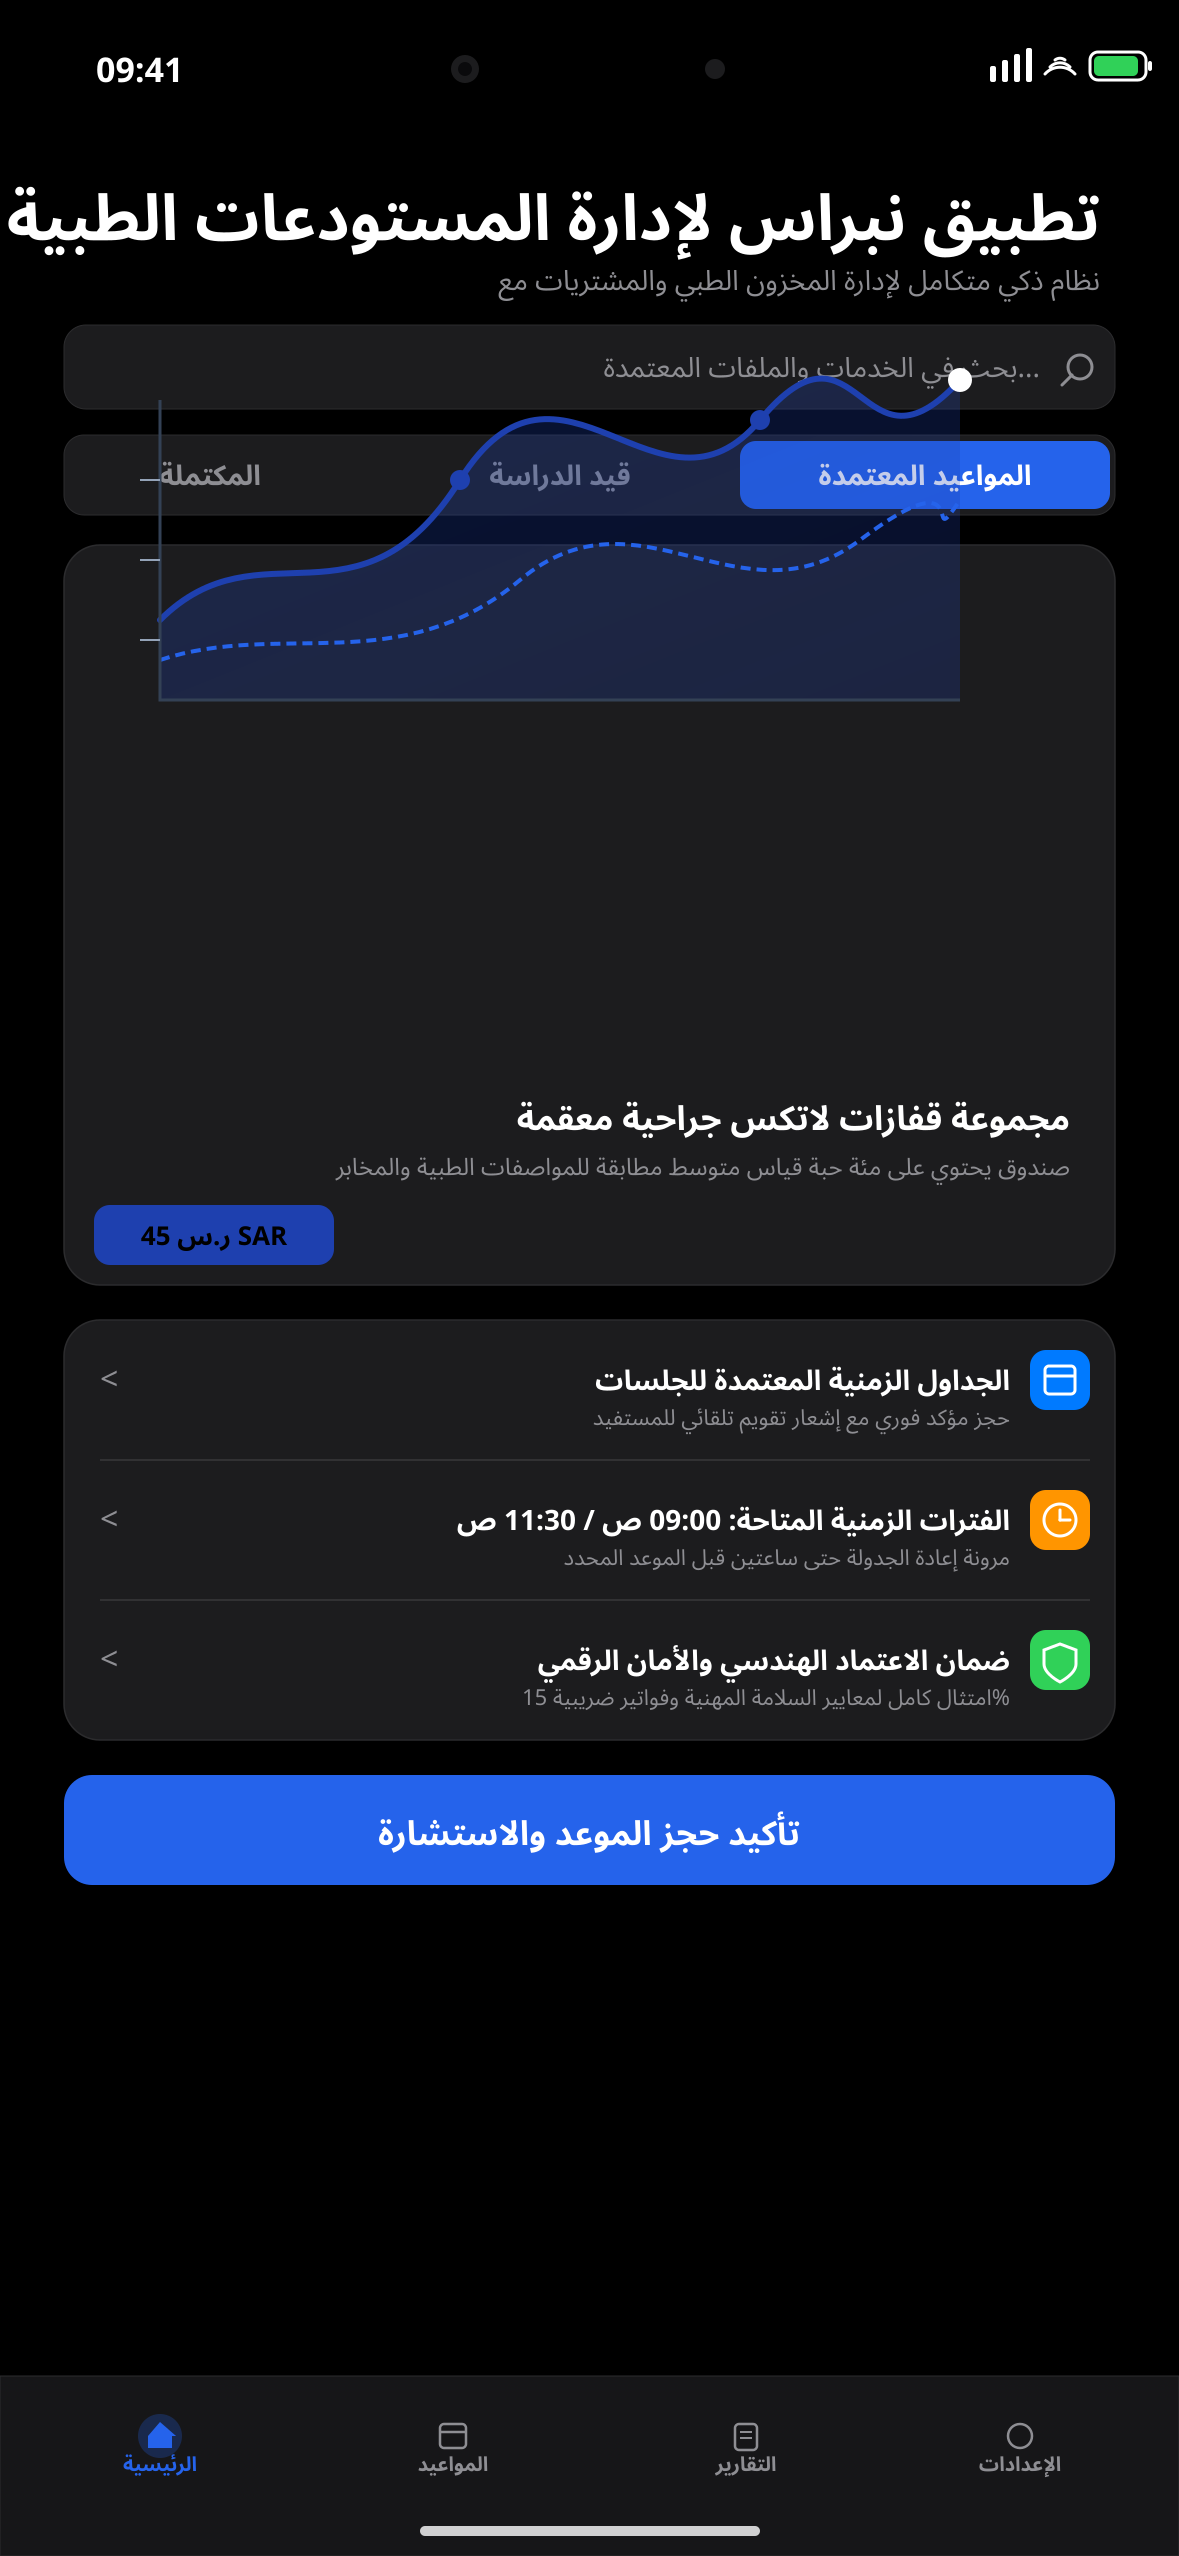 09:41
تطبيق نبراس لإدارة المستودعات الطبية
نظام ذكي متكامل لإدارة المخزون الطبي والمشتريات مع
بحث في الخدمات والملفات المعتمدة...
المواعيد المعتمدة
قيد الدراسة
المكتملة
مجموعة قفازات لاتكس جراحية معقمة
صندوق يحتوي على مئة حبة قياس متوسط مطابقة للمواصفات الطبية والمخابر
45 ر.س SAR
الجداول الزمنية المعتمدة للجلسات
حجز مؤكد فوري مع إشعار تقويم تلقائي للمستفيد
الفترات الزمنية المتاحة: 09:00 ص / 11:30 ص
مرونة إعادة الجدولة حتى ساعتين قبل الموعد المحدد
ضمان الاعتماد الهندسي والأمان الرقمي
امتثال كامل لمعايير السلامة المهنية وفواتير ضريبية 15%
تأكيد حجز الموعد والاستشارة
الإعدادات
التقارير
المواعيد
الرئيسية